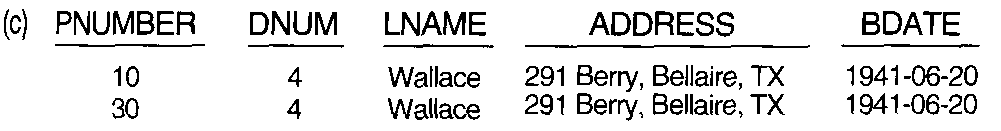 (c) PNUMBER DNUM LNAME ADDRESS BDATE
10 4 Wallace 291 Berry, Bellaire, TX 1941-06-20
30 4 Wallace 291 Berry, Bellaire, TX 1941-06-20